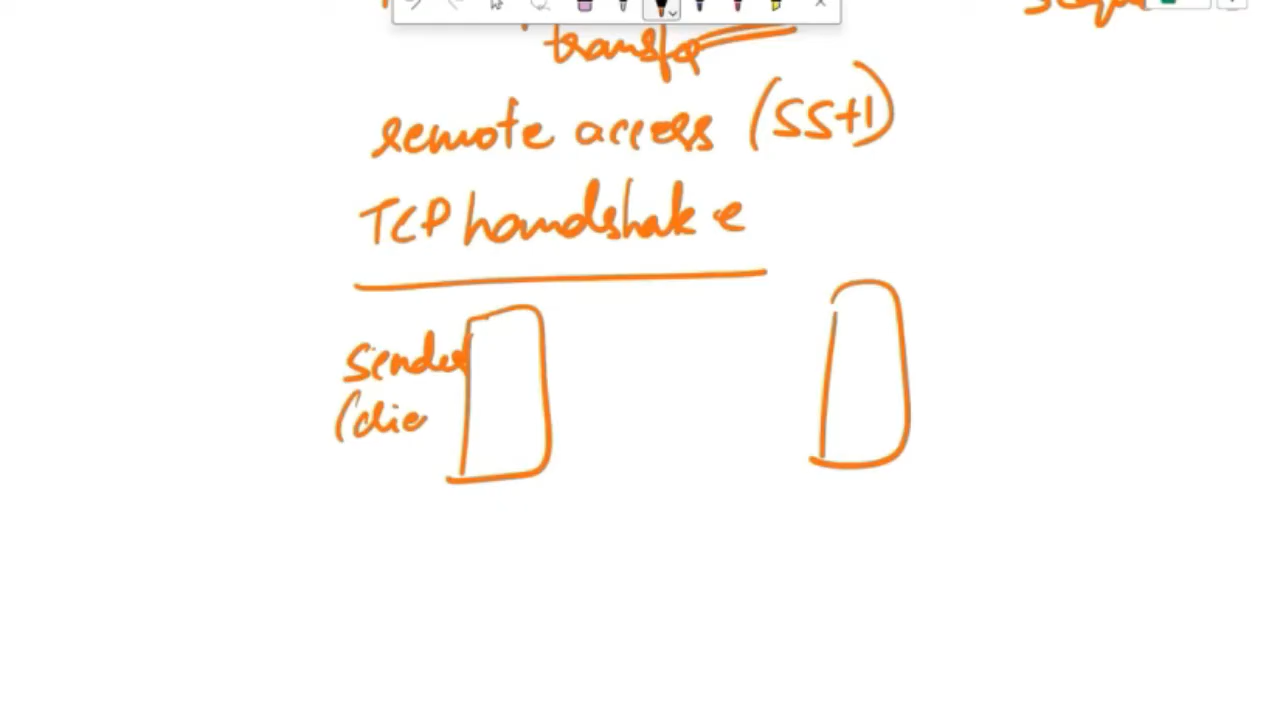 transfer
remote access (SSH)
TCP handshake
sender
(clie